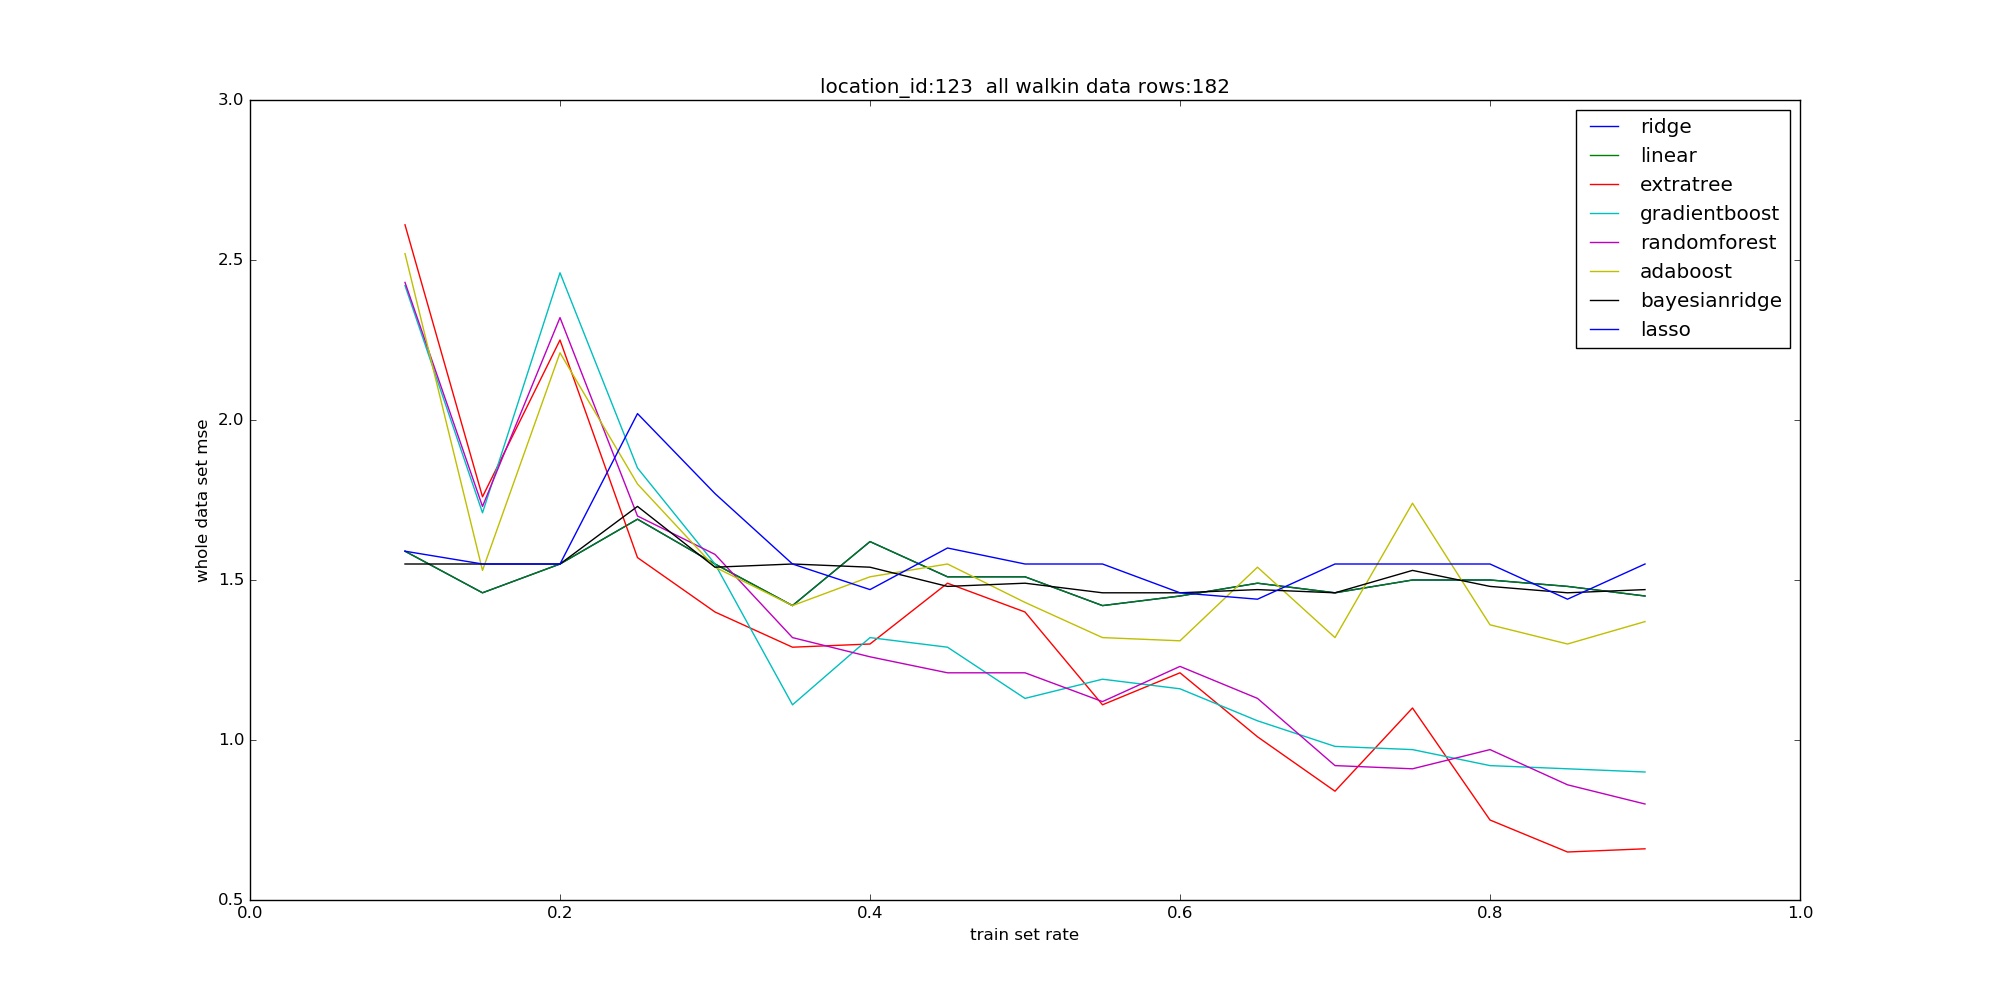 location_id:123  all walkin data rows:182
3.0
2.5
2.0
1.5
1.0
0.5
whole data set mse
ridge
linear
extratree
gradientboost
randomforest
adaboost
bayesianridge
lasso
0.0 0.2 0.4 0.6 0.8 1.0
train set rate